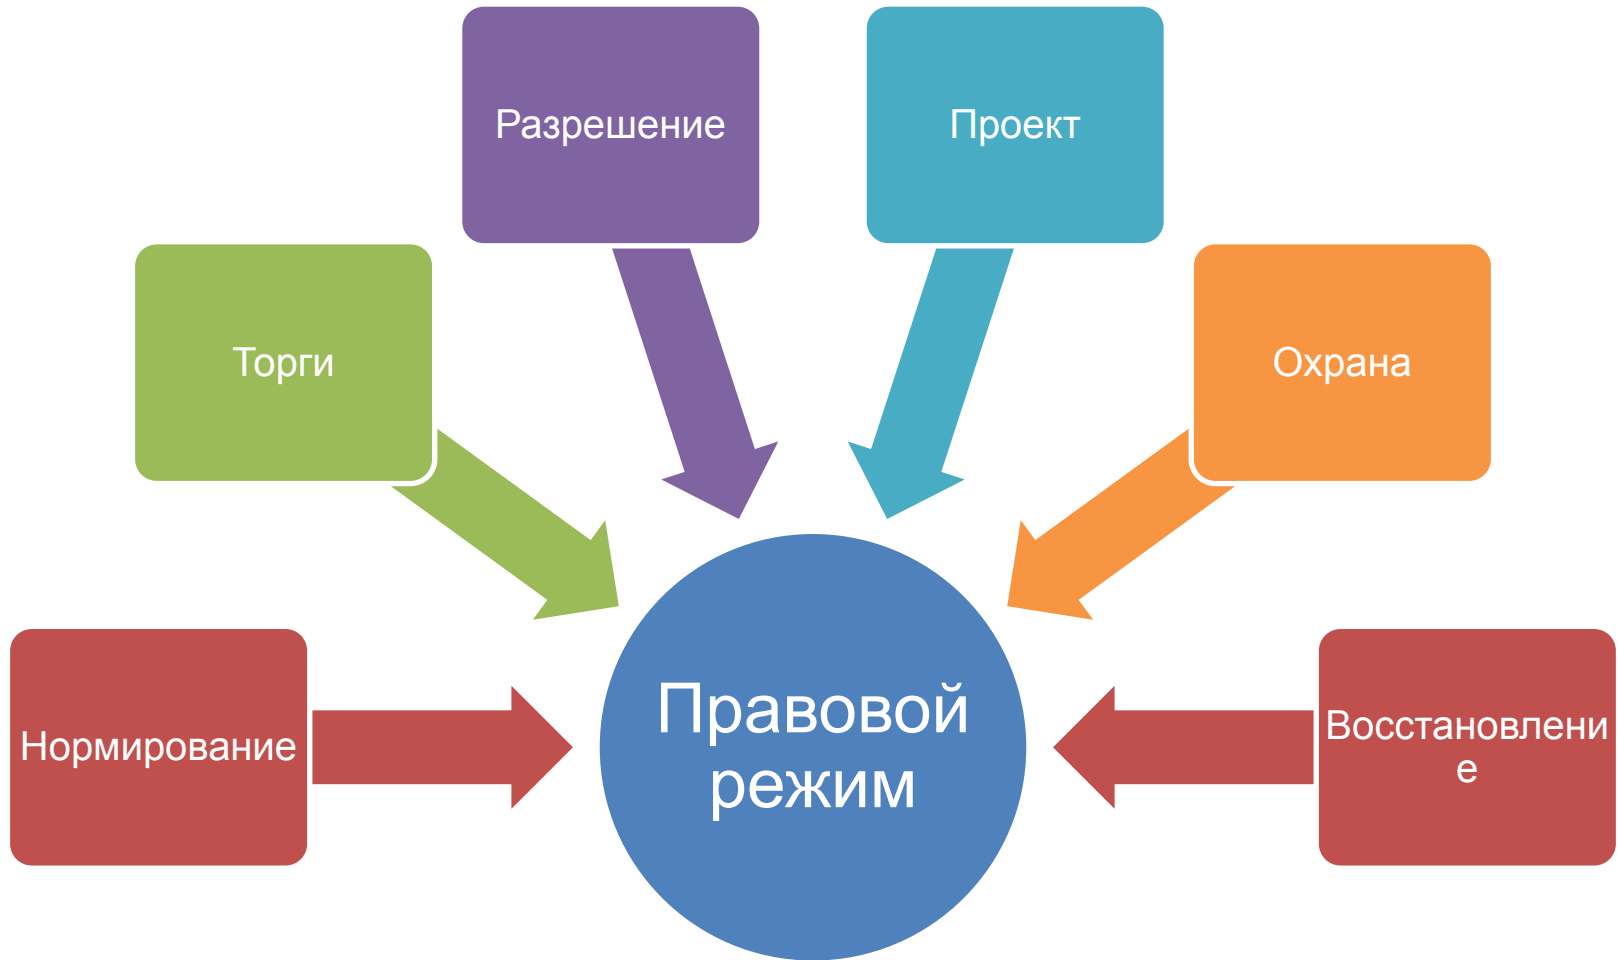 Разрешение
Проект
Торги
Охрана
Нормирование
Правовой
режим
Восстановлени
е